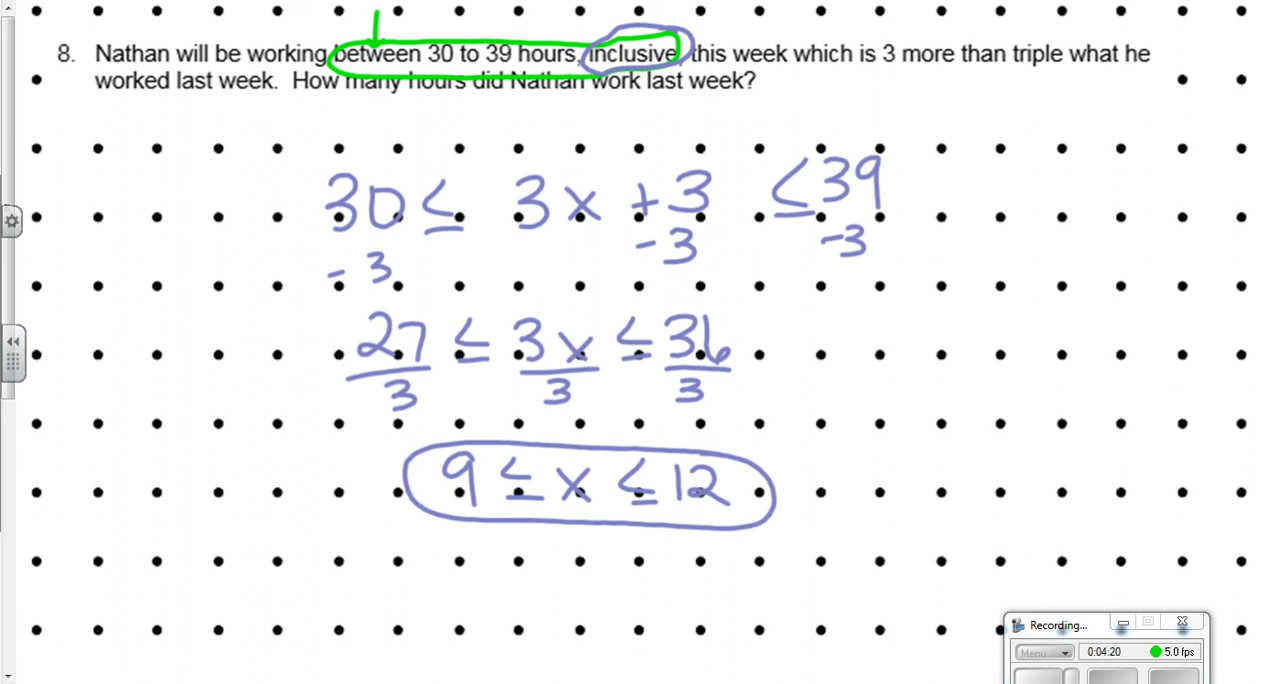 8. Nathan will be working between 30 to 39 hours, inclusive, this week which is 3 more than triple what he
worked last week. How many hours did Nathan work last week?
30 ≤ 3x + 3 ≤ 39
- 3 - 3 - 3
27 ≤ 3x ≤ 36
3 3 3
9 ≤ x ≤ 12
Recording...
Menu 0:04:20 5.0 fps